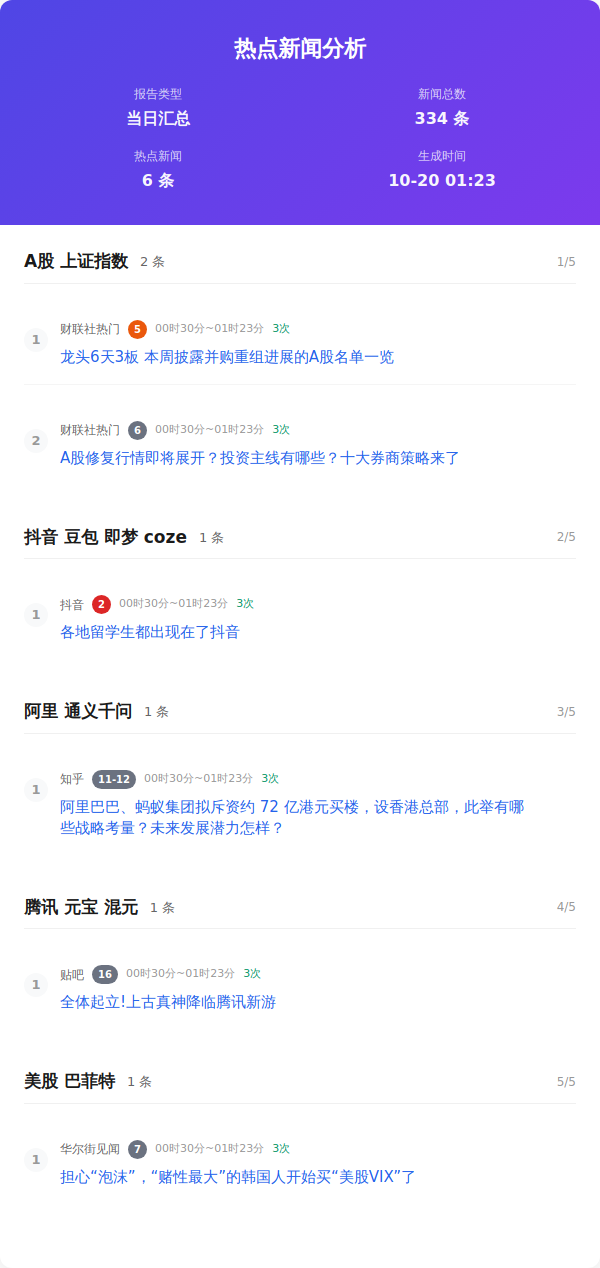 热点新闻分析
报告类型
新闻总数
当日汇总
334 条
热点新闻
生成时间
6 条
10-20 01:23
A股 上证指数 2 条 1/5
1
财联社热门 5 00时30分~01时23分 3次
龙头6天3板 本周披露并购重组进展的A股名单一览
2
财联社热门 6 00时30分~01时23分 3次
A股修复行情即将展开？投资主线有哪些？十大券商策略来了
抖音 豆包 即梦 coze 1 条 2/5
1
抖音 2 00时30分~01时23分 3次
各地留学生都出现在了抖音
阿里 通义千问 1 条 3/5
1
知乎 11-12 00时30分~01时23分 3次
阿里巴巴、蚂蚁集团拟斥资约 72 亿港元买楼，设香港总部，此举有哪
些战略考量？未来发展潜力怎样？
腾讯 元宝 混元 1 条 4/5
1
贴吧 16 00时30分~01时23分 3次
全体起立!上古真神降临腾讯新游
美股 巴菲特 1 条 5/5
1
华尔街见闻 7 00时30分~01时23分 3次
担心“泡沫”，“赌性最大”的韩国人开始买“美股VIX”了